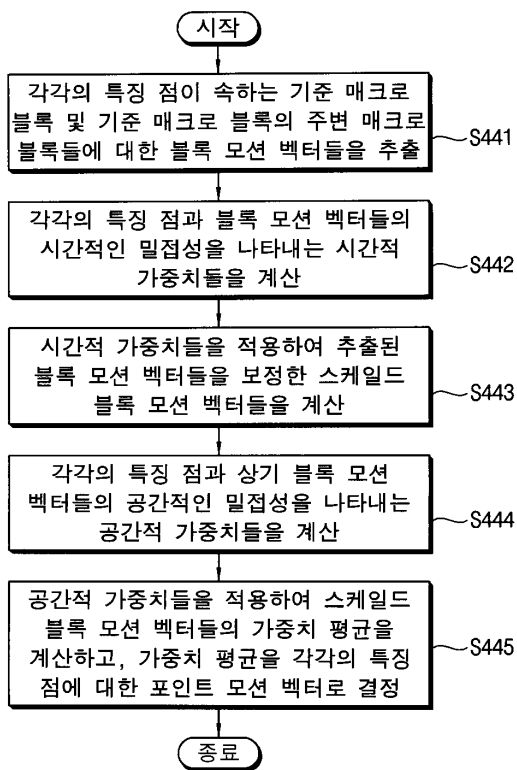 시작
각각의 특징 점이 속하는 기준 매크로
블록 및 기준 매크로 블록의 주변 매크로
블록들에 대한 블록 모션 벡터들을 추출
S441
각각의 특징 점과 블록 모션 벡터들의
시간적인 밀접성을 나타내는 시간적
가중치들을 계산
S442
시간적 가중치들을 적용하여 추출된
블록 모션 벡터들을 보정한 스케일드
블록 모션 벡터들을 계산
S443
각각의 특징 점과 상기 블록 모션
벡터들의 공간적인 밀접성을 나타내는
공간적 가중치들을 계산
S444
공간적 가중치들을 적용하여 스케일드
블록 모션 벡터들의 가중치 평균을
계산하고, 가중치 평균을 각각의 특징
점에 대한 포인트 모션 벡터로 결정
S445
종료